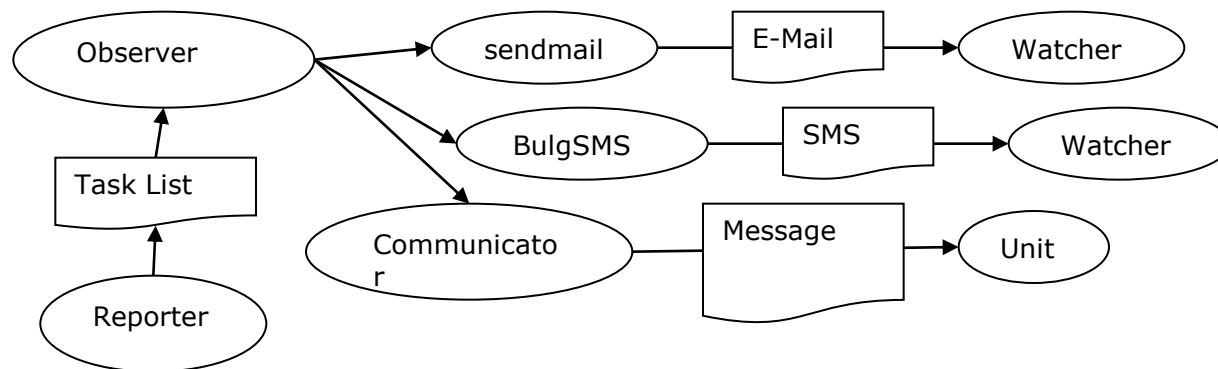 Observer
sendmail
E-Mail
Watcher
BulgSMS
SMS
Watcher
Task List
Communicato
r
Message
Unit
Reporter